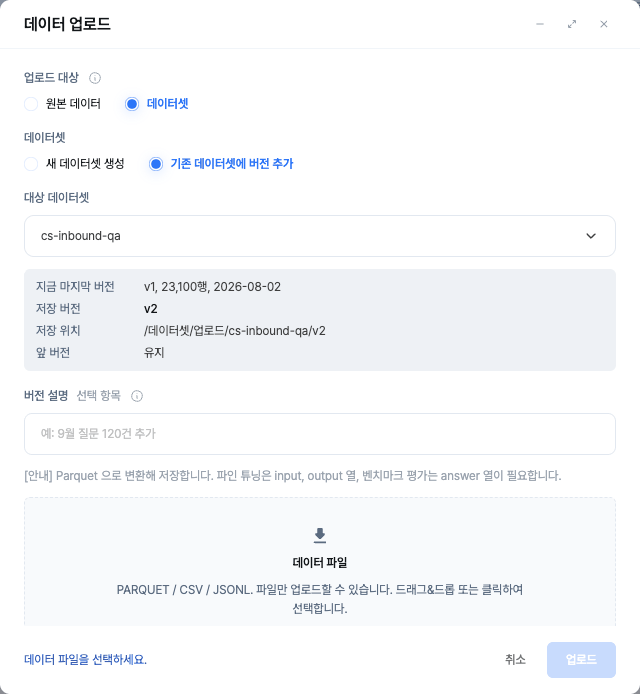 데이터 업로드
업로드 대상
원본 데이터
데이터셋
데이터셋
새 데이터셋 생성
기존 데이터셋에 버전 추가
대상 데이터셋
cs-inbound-qa
지금 마지막 버전 v1, 23,100행, 2026-08-02
저장 버전 v2
저장 위치 /데이터셋/업로드/cs-inbound-qa/v2
앞 버전 유지
버전 설명 선택 항목
예: 9월 질문 120건 추가
[안내] Parquet 으로 변환해 저장합니다. 파인 튜닝은 input, output 열, 벤치마크 평가는 answer 열이 필요합니다.
데이터 파일
PARQUET / CSV / JSONL. 파일만 업로드할 수 있습니다. 드래그&드롭 또는 클릭하여
선택합니다.
데이터 파일을 선택하세요.
취소
업로드